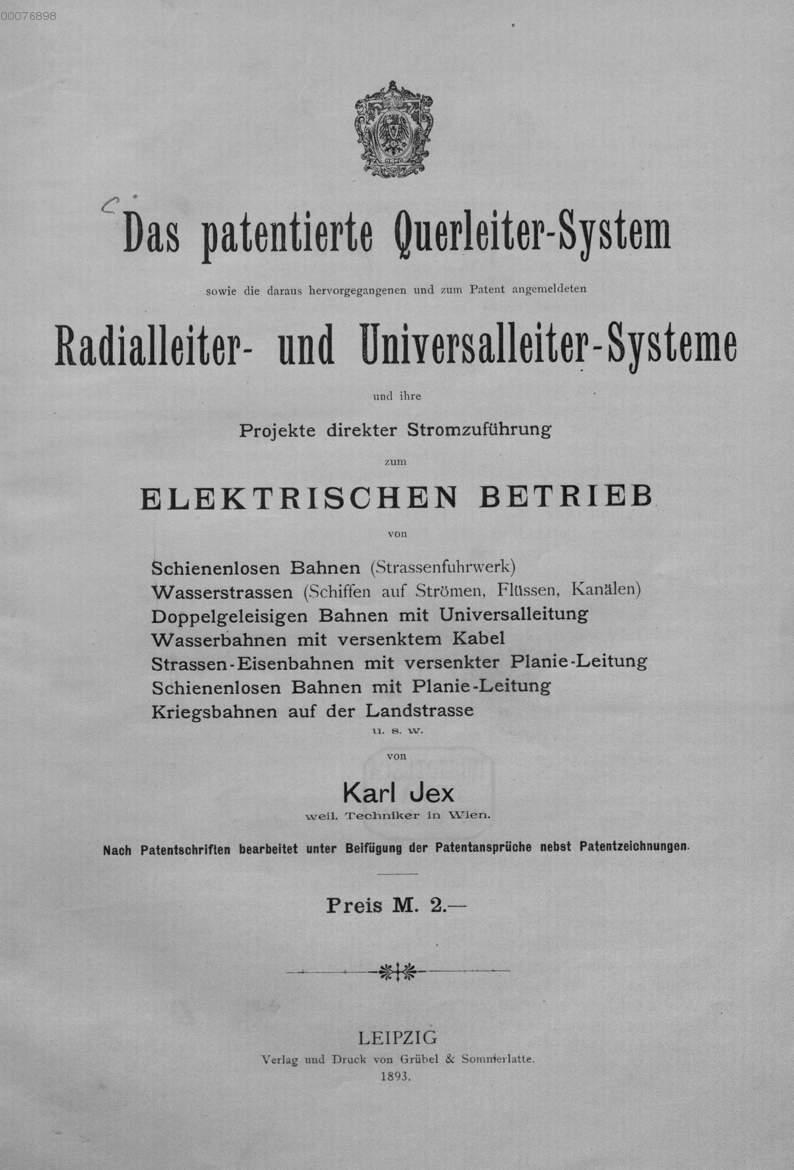 00076898
Das patentierte Querleiter-System
sowie die daraus hervorgegangenen und zum Patent angemeldeten
Radialleiter- und Universalleiter-Systeme
und ihre
Projekte direkter Stromzuführung
zum
ELEKTRISCHEN BETRIEB
von
Schienenlosen Bahnen (Strassenfuhrwerk)
Wasserstrassen (Schiffen auf Strömen, Flüssen, Kanälen)
Doppelgeleisigen Bahnen mit Universalleitung
Wasserbahnen mit versenktem Kabel
Strassen-Eisenbahnen mit versenkter Planie-Leitung
Schienenlosen Bahnen mit Planie-Leitung
Kriegsbahnen auf der Landstrasse
u. s. w.
von
Karl Jex
weil. Techniker in Wien.
Nach Patentschriften bearbeitet unter Beifügung der Patentansprüche nebst Patentzeichnungen.
Preis M. 2.—
LEIPZIG
Verlag und Druck von Grübel & Sommerlatte.
1893.